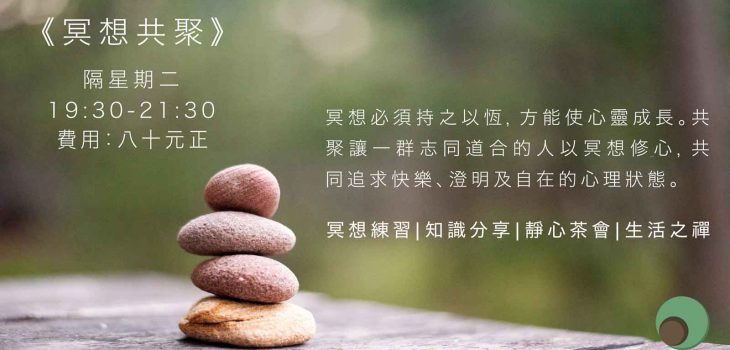 《冥想共聚》
隔星期二
19:30-21:30
費用:八十元正
冥想必須持之以恆,方能使心靈成長。共
聚讓一群志同道合的人以冥想修心,共
同追求快樂、澄明及自在的心理狀態。
冥想練習|知識分享|靜心茶會|生活之禪